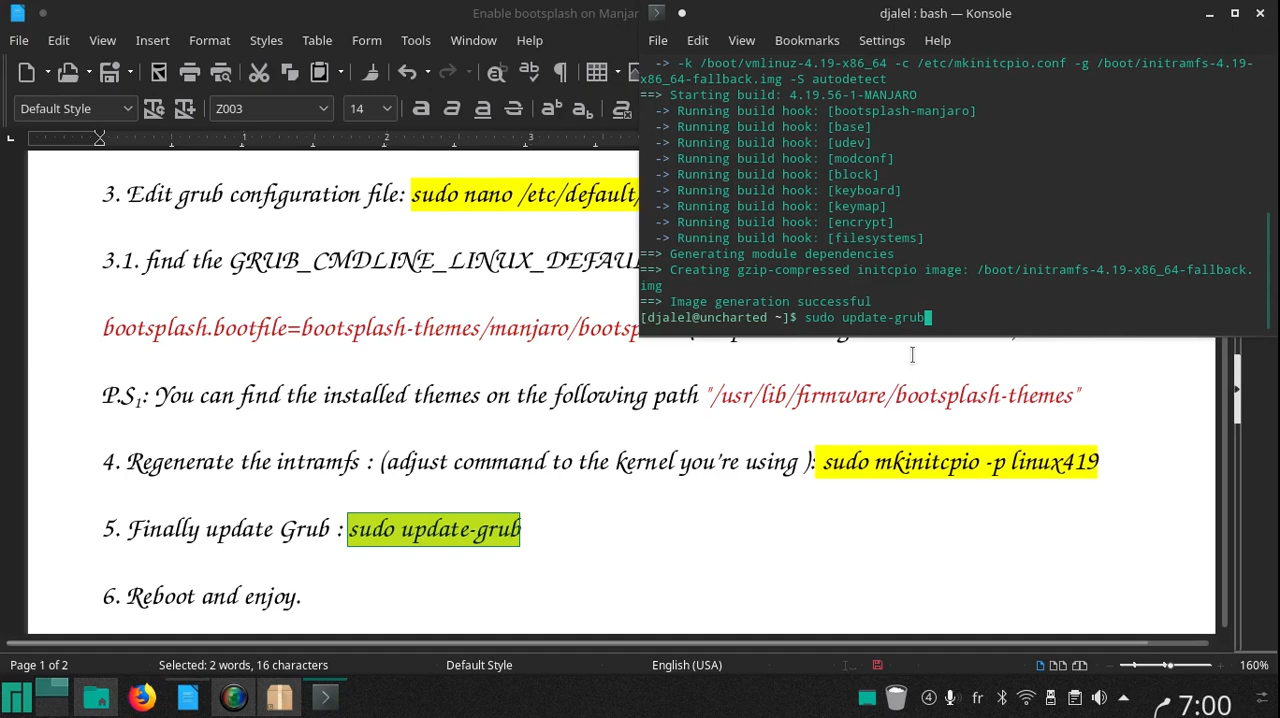 Enable bootsplash on Manjar
File Edit View Insert Format Styles Table Form Tools Window Help
Default Style Z003 14
1 2 3
3. Edit grub configuration file: sudo nano /etc/default/
3.1. find the GRUB_CMDLINE_LINUX_DEFAU
bootsplash.bootfile=bootsplash-themes/manjaro/bootsp
P.S1: You can find the installed themes on the following path "/usr/lib/firmware/bootsplash-themes"
4. Regenerate the intramfs : (adjust command to the kernel you're using ): sudo mkinitcpio -p linux419
5. Finally update Grub : sudo update-grub
6. Reboot and enjoy.
djalel : bash — Konsole
File Edit View Bookmarks Settings Help
-> -k /boot/vmlinuz-4.19-x86_64 -c /etc/mkinitcpio.conf -g /boot/initramfs-4.19-
x86_64-fallback.img -S autodetect
==> Starting build: 4.19.56-1-MANJARO
-> Running build hook: [bootsplash-manjaro]
-> Running build hook: [base]
-> Running build hook: [udev]
-> Running build hook: [modconf]
-> Running build hook: [block]
-> Running build hook: [keyboard]
-> Running build hook: [keymap]
-> Running build hook: [encrypt]
-> Running build hook: [filesystems]
==> Generating module dependencies
==> Creating gzip-compressed initcpio image: /boot/initramfs-4.19-x86_64-fallback.
img
==> Image generation successful
[djalel@uncharted ~]$ sudo update-grub
Page 1 of 2 Selected: 2 words, 16 characters Default Style English (USA) 160%
4 fr 7:00